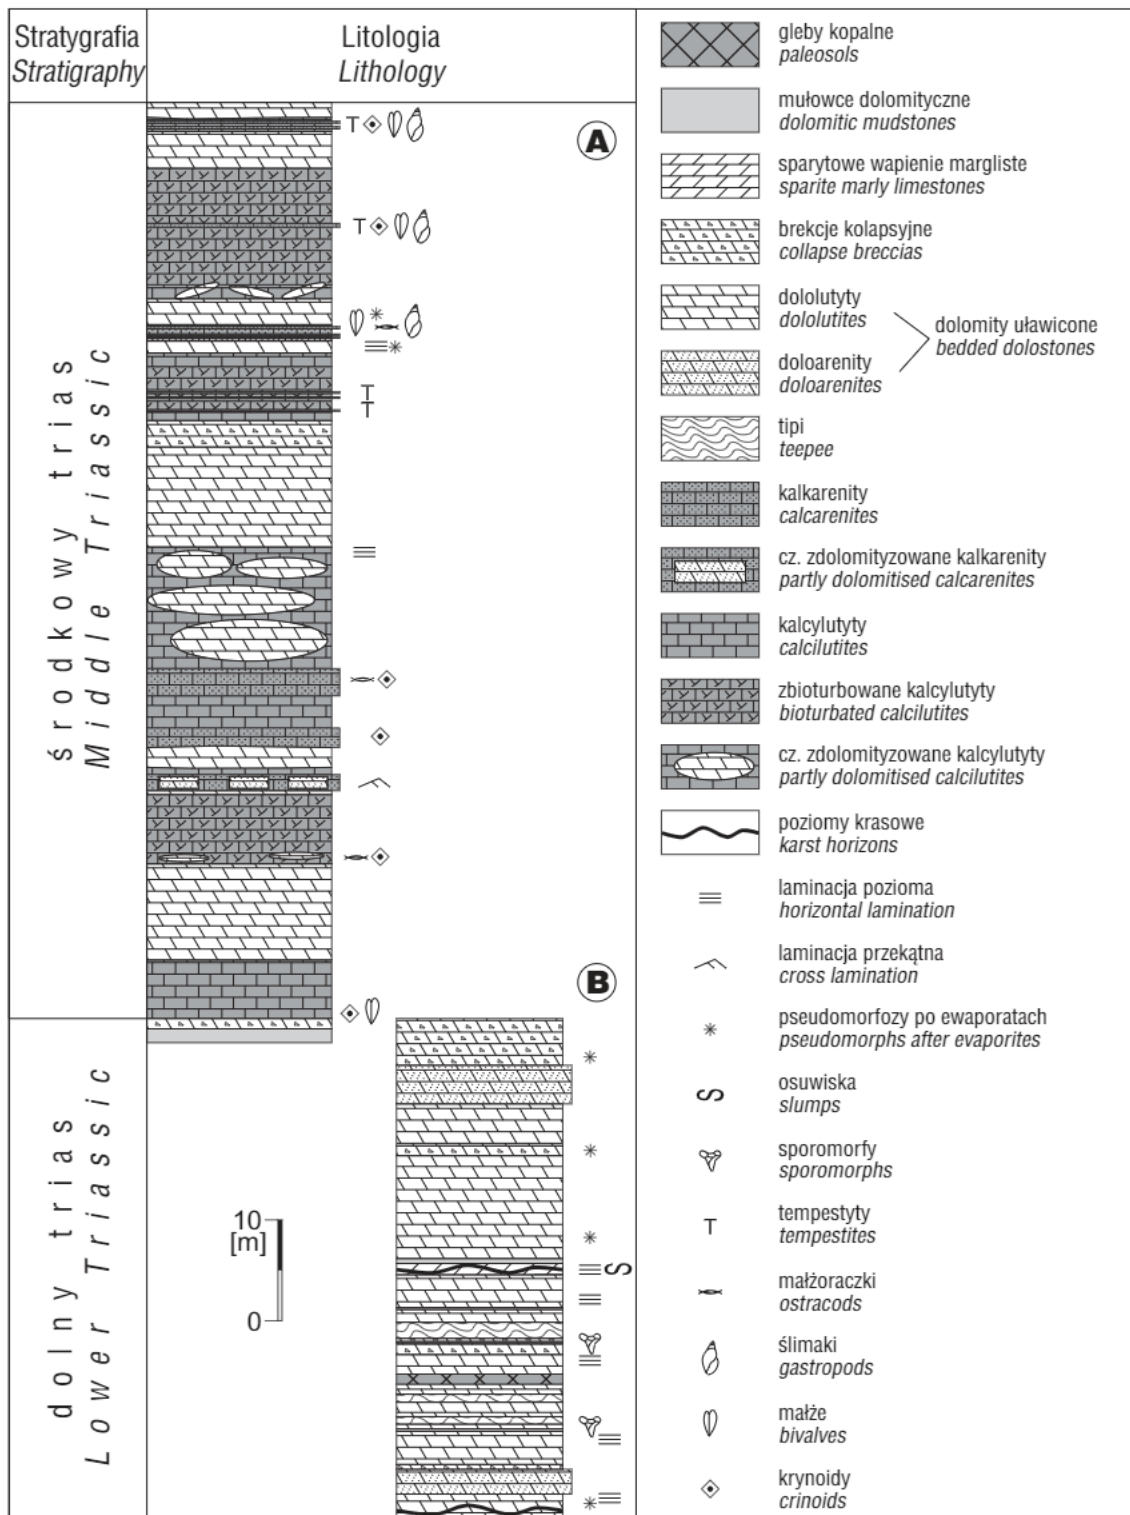 Stratygrafia
Stratigraphy
Litologia
Lithology
A
T
T
T
T
środkowy trias
Middle Triassic
B
dolny trias
Lower Triassic
10
[m]
0
gleby kopalne
paleosols
mułowce dolomityczne
dolomitic mudstones
sparytowe wapienie margliste
sparite marly limestones
brekcje kolapsyjne
collapse breccias
dololutyty
dololutites
doloarenity
doloarenites
dolomity uławicone
bedded dolostones
tipi
teepee
kalkarenity
calcarenites
cz. zdolomityzowane kalkarenity
partly dolomitised calcarenites
kalcylutyty
calcilutites
zbioturbowane kalcylutyty
bioturbated calcilutites
cz. zdolomityzowane kalcylutyty
partly dolomitised calcilutites
poziomy krasowe
karst horizons
laminacja pozioma
horizontal lamination
laminacja przekątna
cross lamination
pseudomorfozy po ewaporatach
pseudomorphs after evaporites
osuwiska
slumps
sporomorfy
sporomorphs
T
tempestyty
tempestites
małżoraczki
ostracods
ślimaki
gastropods
małże
bivalves
krynoidy
crinoids